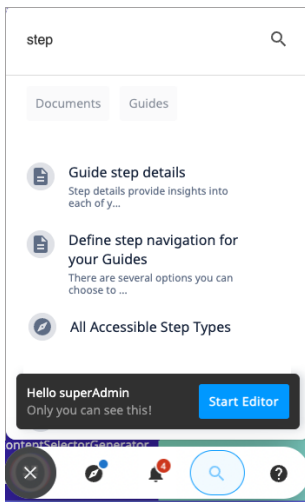 step
Documents Guides
Guide step details
Step details provide insights into
each of y...
Define step navigation for
your Guides
There are several options you can
choose to ...
All Accessible Step Types
Hello superAdmin
Only you can see this!
Start Editor
ontentSelectorGenerator
4
?